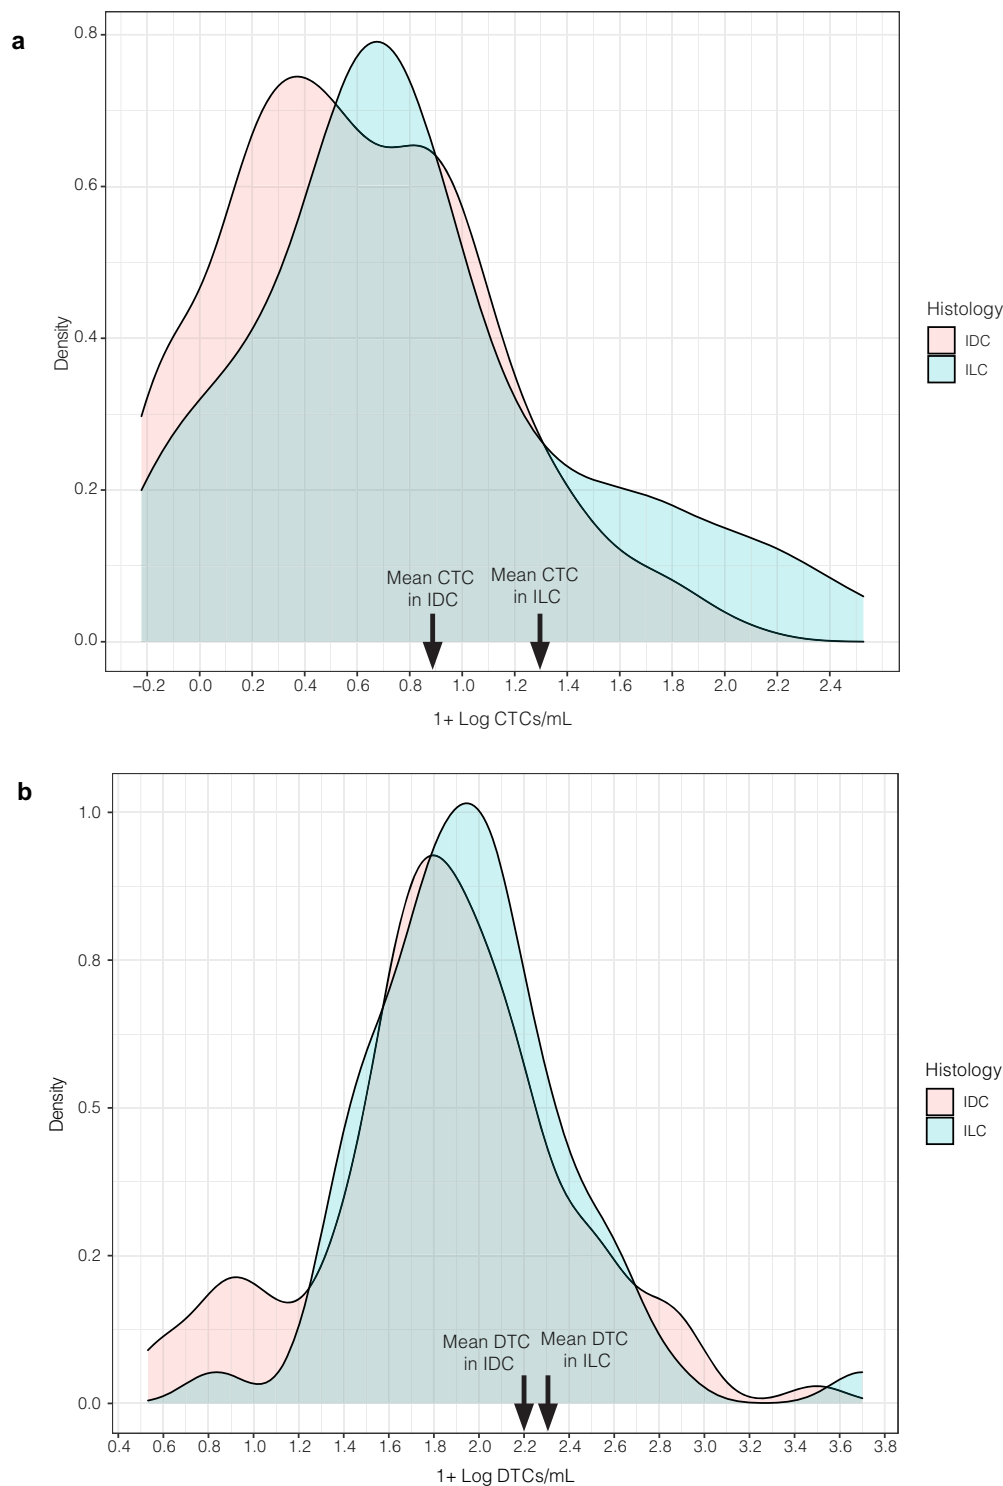 a
0.8
0.6
0.4
0.2
0.0
Density
Mean CTC
in IDC
Mean CTC
in ILC
−0.2 0.0 0.2 0.4 0.6 0.8 1.0 1.2 1.4 1.6 1.8 2.0 2.2 2.4
1+ Log CTCs/mL
Histology
IDC
ILC
b
1.0
0.8
0.5
0.2
0.0
Density
Mean DTC
in IDC
Mean DTC
in ILC
0.4 0.6 0.8 1.0 1.2 1.4 1.6 1.8 2.0 2.2 2.4 2.6 2.8 3.0 3.2 3.4 3.6 3.8
1+ Log DTCs/mL
Histology
IDC
ILC